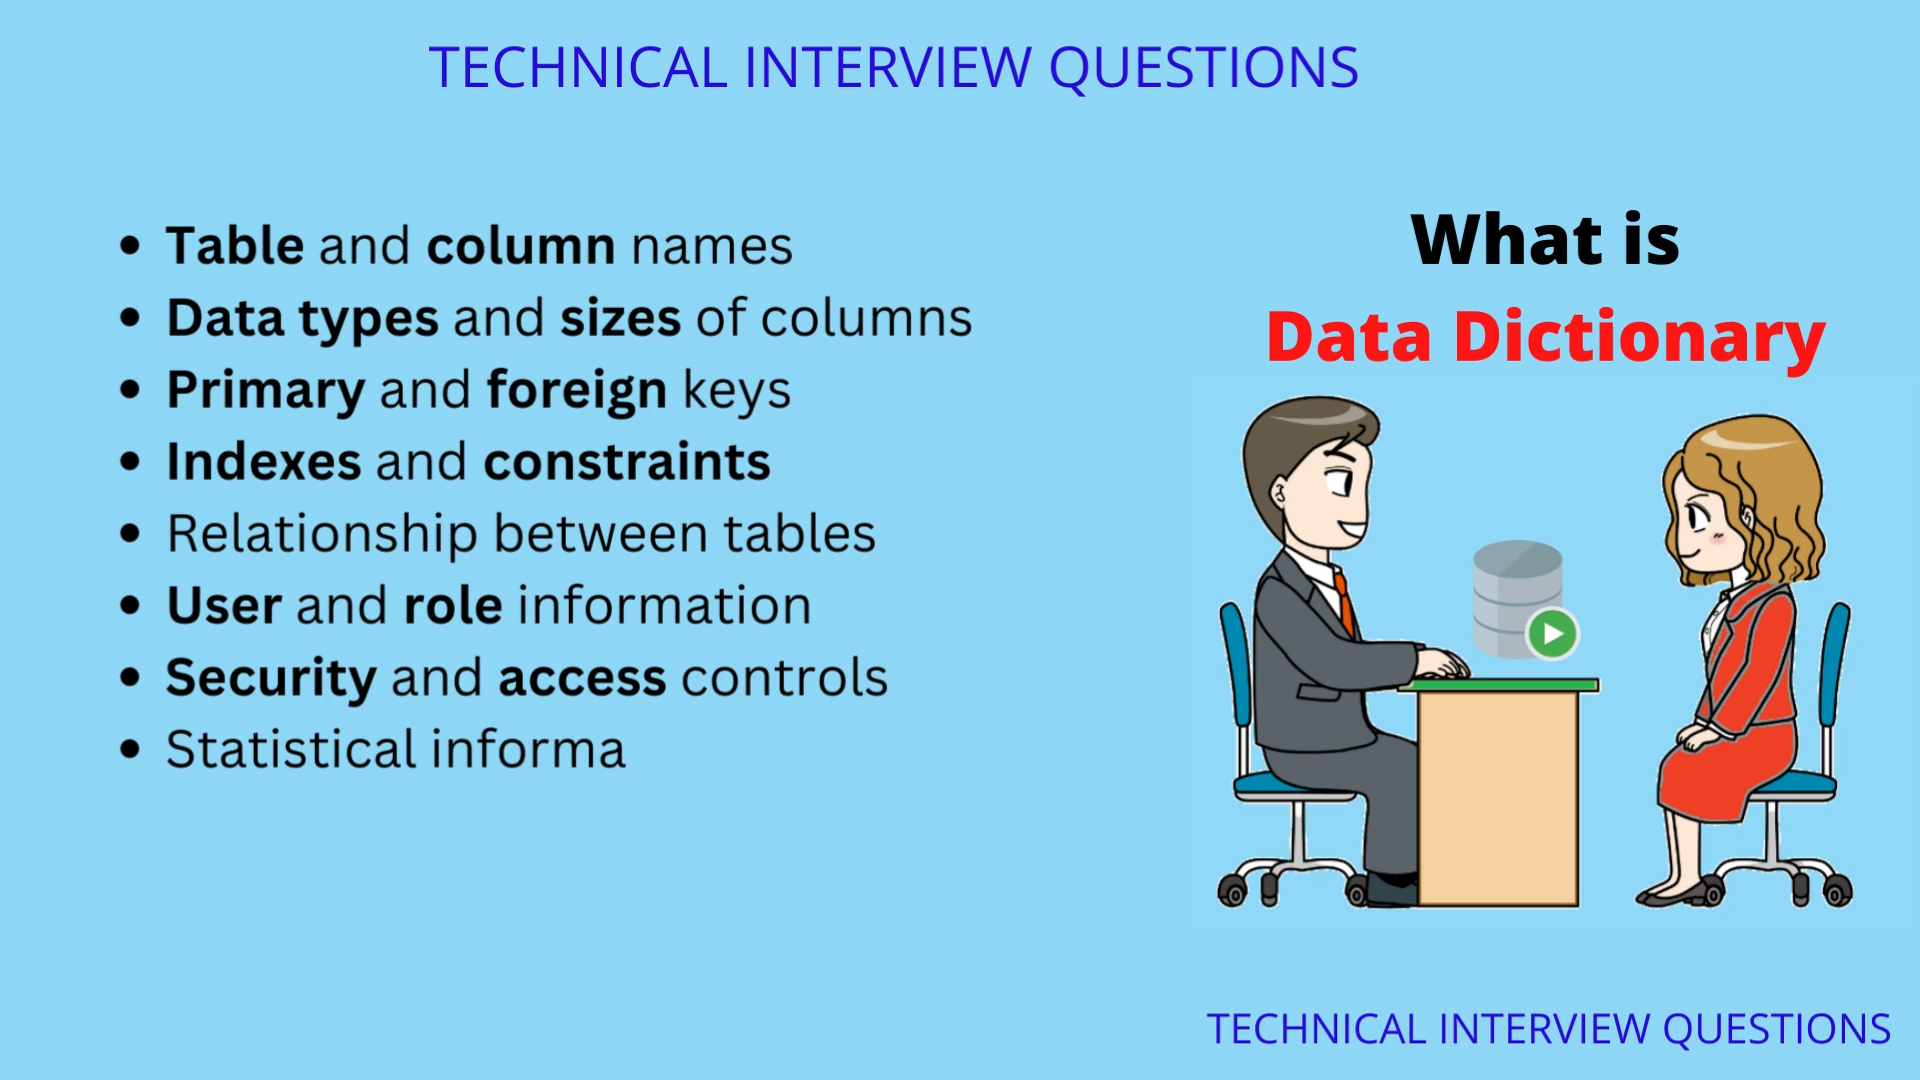 TECHNICAL INTERVIEW QUESTIONS
• Table and column names
• Data types and sizes of columns
• Primary and foreign keys
• Indexes and constraints
• Relationship between tables
• User and role information
• Security and access controls
• Statistical informa
What is
Data Dictionary
TECHNICAL INTERVIEW QUESTIONS